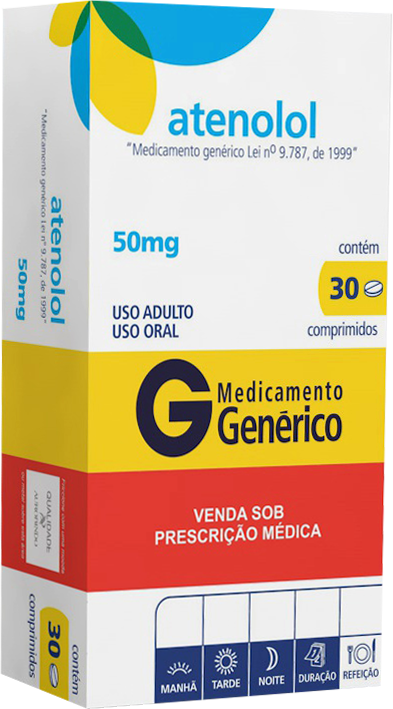 atenolol
"Medicamento genérico Lei nº 9.787, de 1999"
50mg
contém
30
comprimidos
USO ADULTO
USO ORAL
G Medicamento
Genérico
VENDA SOB
PRESCRIÇÃO MÉDICA
MANHÃ TARDE NOITE DURAÇÃO REFEIÇÃO
atenolol
"Medicamento genérico Lei nº 9.787, de 1999"
50mg
QUALIDADE
contém
30
comprimidos